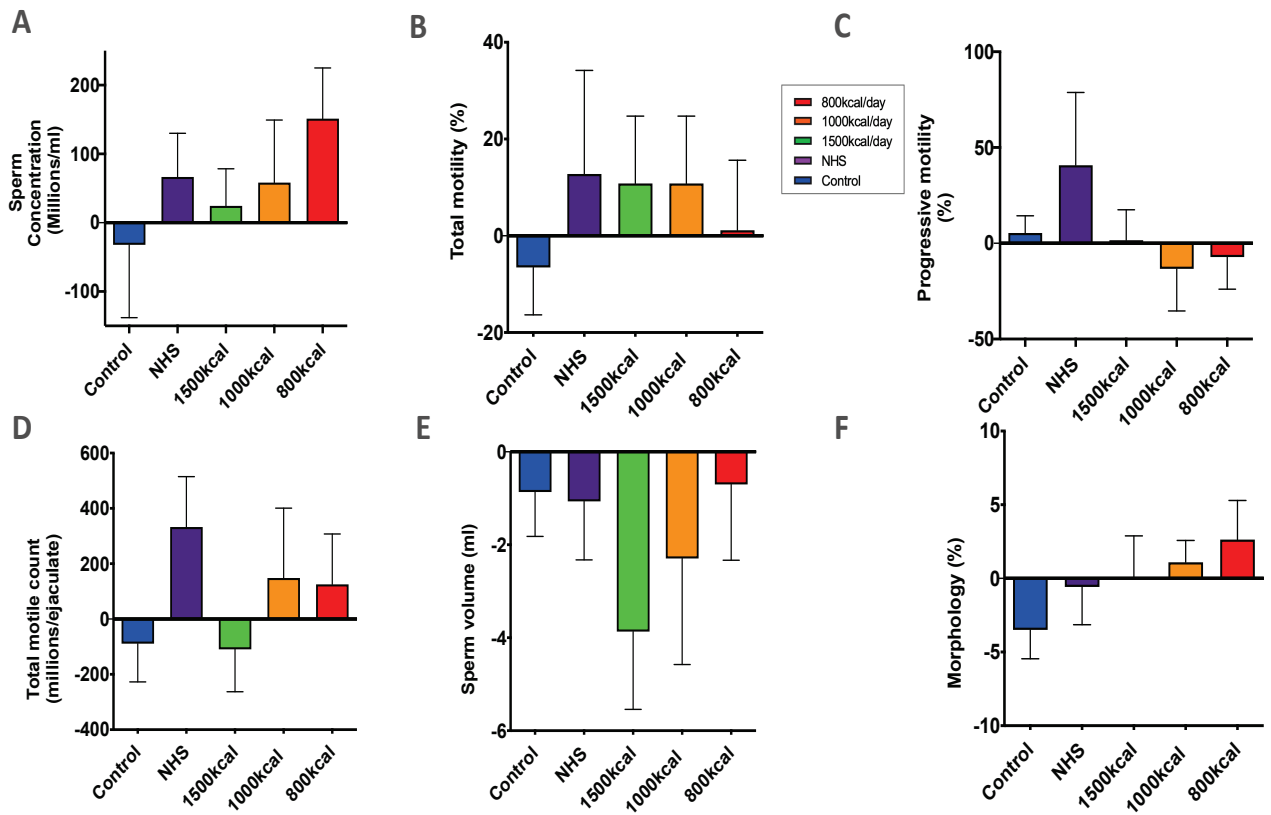 A
Sperm
Concentration
(Millions/ml)
200
100
0
-100
Control
NHS
1500kcal
1000kcal
800kcal
B
Total motility (%)
40
20
0
-20
Control
NHS
1500kcal
1000kcal
800kcal
800kcal/day
1000kcal/day
1500kcal/day
NHS
Control
C
Progressive motility
(%)
100
50
0
-50
Control
NHS
1500kcal
1000kcal
800kcal
D
Total motile count
(millions/ejaculate)
600
400
200
0
-200
-400
Control
NHS
1500kcal
1000kcal
800kcal
E
Sperm volume (ml)
0
-2
-4
-6
Control
NHS
1500kcal
1000kcal
800kcal
F
Morphology (%)
10
5
0
-5
-10
Control
NHS
1500kcal
1000kcal
800kcal